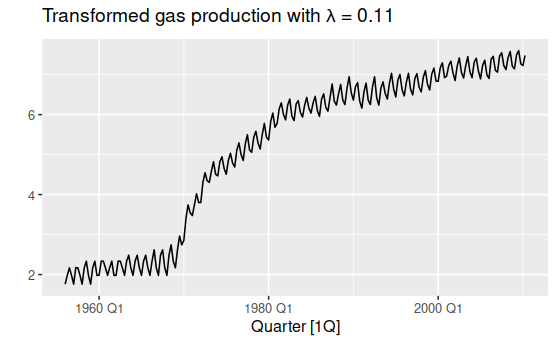 Transformed gas production with λ = 0.11
6
4
2
1960 Q1
1980 Q1
2000 Q1
Quarter [1Q]